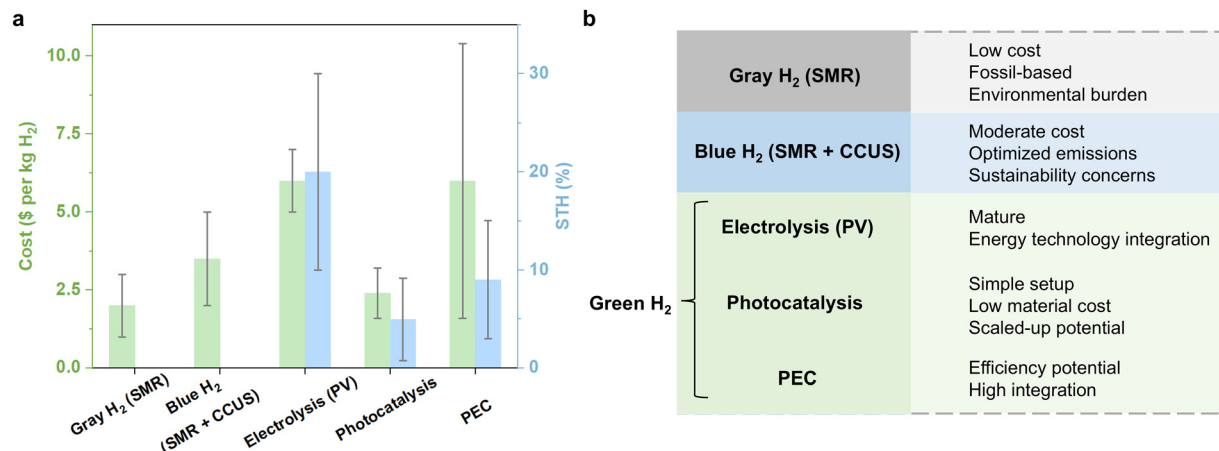 a
Cost ($ per kg H₂)
10.0
7.5
5.0
2.5
0.0
30
20
10
0
STH (%)
Gray H₂ (SMR)
Blue H₂
(SMR + CCUS)
Electrolysis (PV)
Photocatalysis
PEC
b
Gray H₂ (SMR)
Low cost
Fossil-based
Environmental burden
Blue H₂ (SMR + CCUS)
Moderate cost
Optimized emissions
Sustainability concerns
Green H₂
Electrolysis (PV)
Mature
Energy technology integration
Photocatalysis
Simple setup
Low material cost
Scaled-up potential
PEC
Efficiency potential
High integration